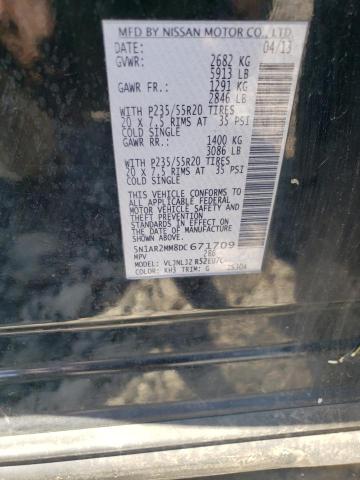 MFD BY NISSAN MOTOR CO., LTD.
DATE: 04/13
GVWR: 2682 KG
5913 LB
GAWR FR.: 1291 KG
2846 LB
WITH P235/55R20 TIRES
20 X 7.5 RIMS AT 35 PSI
COLD SINGLE
GAWR RR.: 1400 KG
3086 LB
WITH P235/55R20 TIRES
20 X 7.5 RIMS AT 35 PSI
COLD SINGLE
THIS VEHICLE CONFORMS TO
ALL APPLICABLE FEDERAL
MOTOR VEHICLE SAFETY
STANDARDS IN EFFECT ON
THE DATE OF MANUFACTURE
SHOWN ABOVE.
5N1AR2MM8DC671709
MPV
MODEL:
COLOR: KH3 TRIM: G